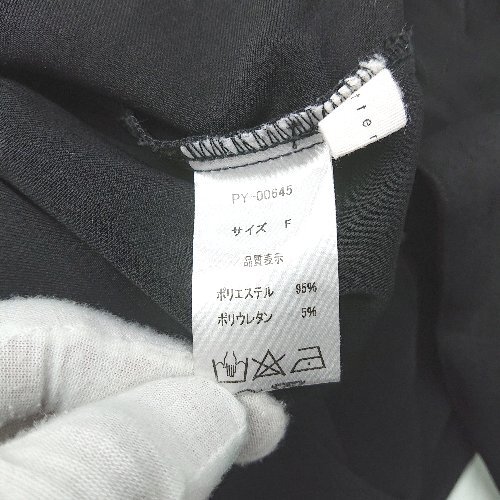 tter
PY-00645
サイズ F
品質表示
ポリエステル 95%
ポリウレタン 5%